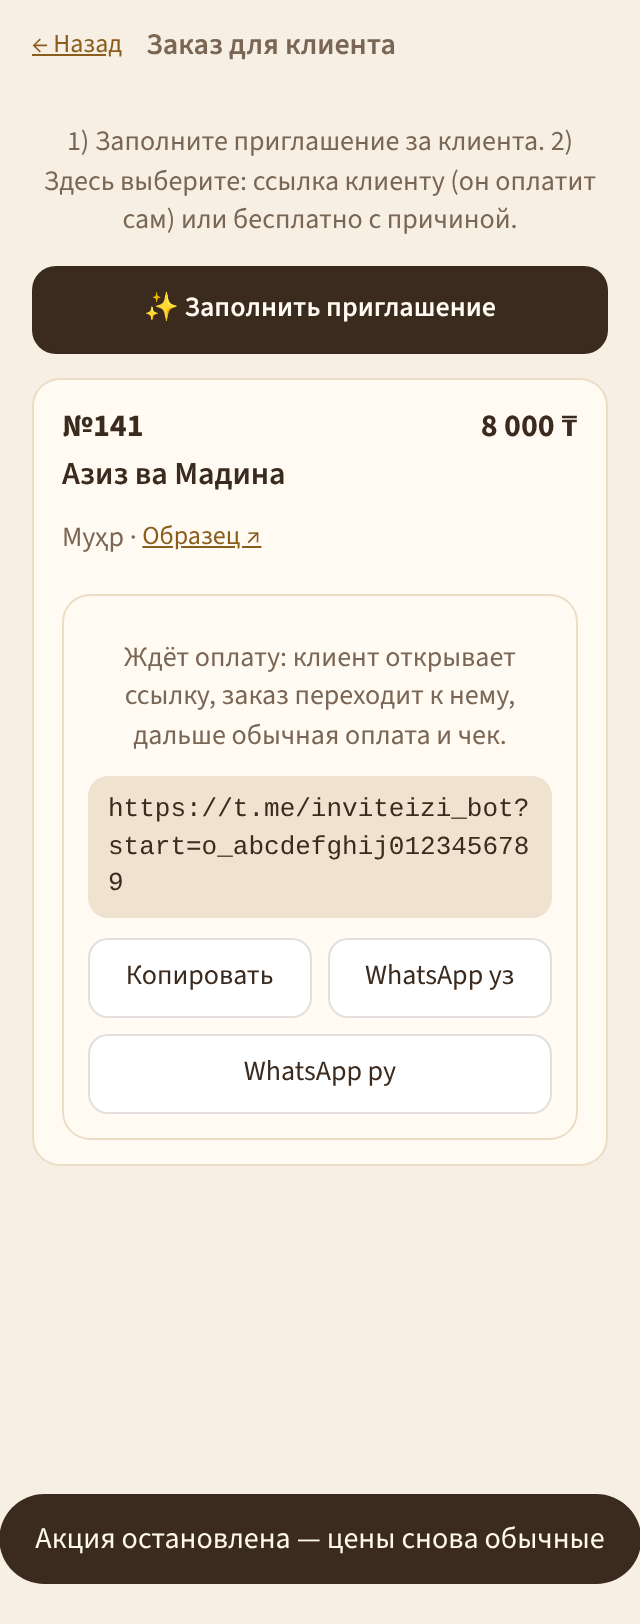 ← Назад Заказ для клиента
1) Заполните приглашение за клиента. 2)
Здесь выберите: ссылка клиенту (он оплатит
сам) или бесплатно с причиной.
✨ Заполнить приглашение
№141 8 000 ₸
Азиз ва Мадина
Муҳр · Образец ↗
Ждёт оплату: клиент открывает
ссылку, заказ переходит к нему,
дальше обычная оплата и чек.
https://t.me/inviteizi_bot?
start=o_abcdefghij012345678
9
Копировать WhatsApp уз
WhatsApp ру
Акция остановлена — цены снова обычные